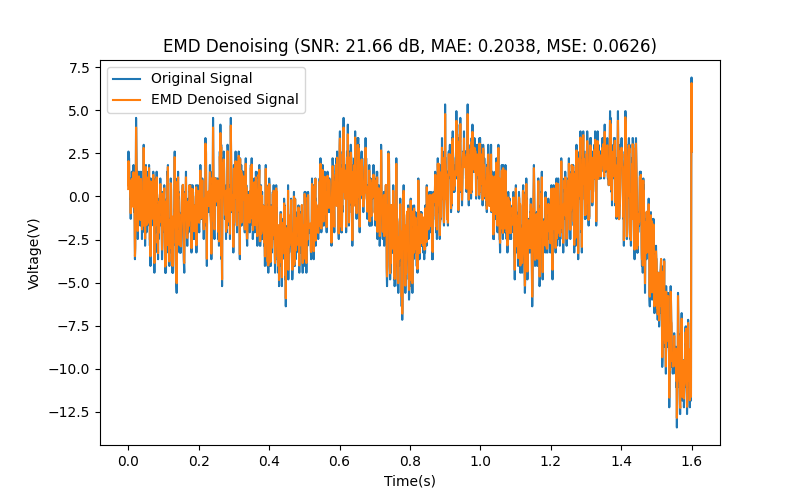 EMD Denoising (SNR: 21.66 dB, MAE: 0.2038, MSE: 0.0626)
Original Signal
EMD Denoised Signal
Voltage(V)
7.5
5.0
2.5
0.0
−2.5
−5.0
−7.5
−10.0
−12.5
0.0 0.2 0.4 0.6 0.8 1.0 1.2 1.4 1.6
Time(s)